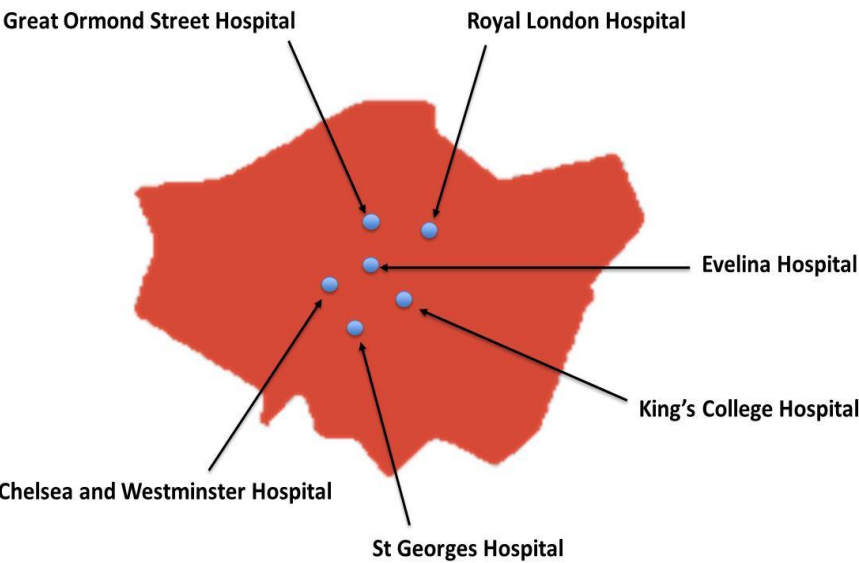 Great Ormond Street Hospital
Royal London Hospital
Evelina Hospital
King’s College Hospital
Chelsea and Westminster Hospital
St Georges Hospital